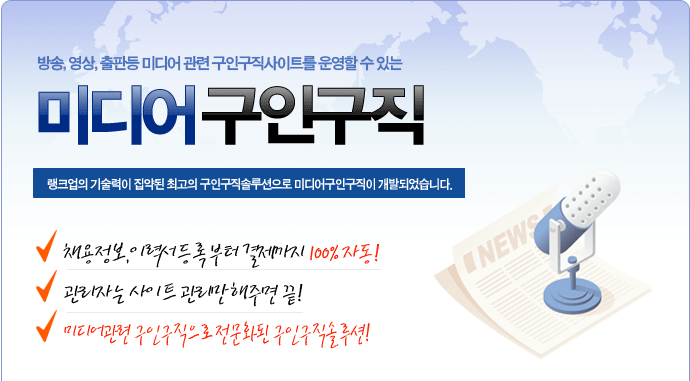 방송, 영상, 출판등 미디어 관련 구인구직사이트를 운영할 수 있는
미디어 구인구직
랭크업의 기술력이 집약된 최고의 구인구직솔루션으로 미디어구인구직이 개발되었습니다.
채용정보, 이력서등록부터 결제까지 100% 자동!
관리자는 사이트 관리만 해주면 끝!
미디어관련 구인구직으로 전문화된 구인구직솔루션!
NEWS